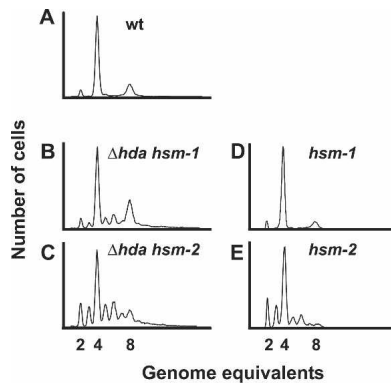 A wt
B Δhda hsm-1
D hsm-1
C Δhda hsm-2
E hsm-2
Number of cells
2 4 8
2 4 8
Genome equivalents